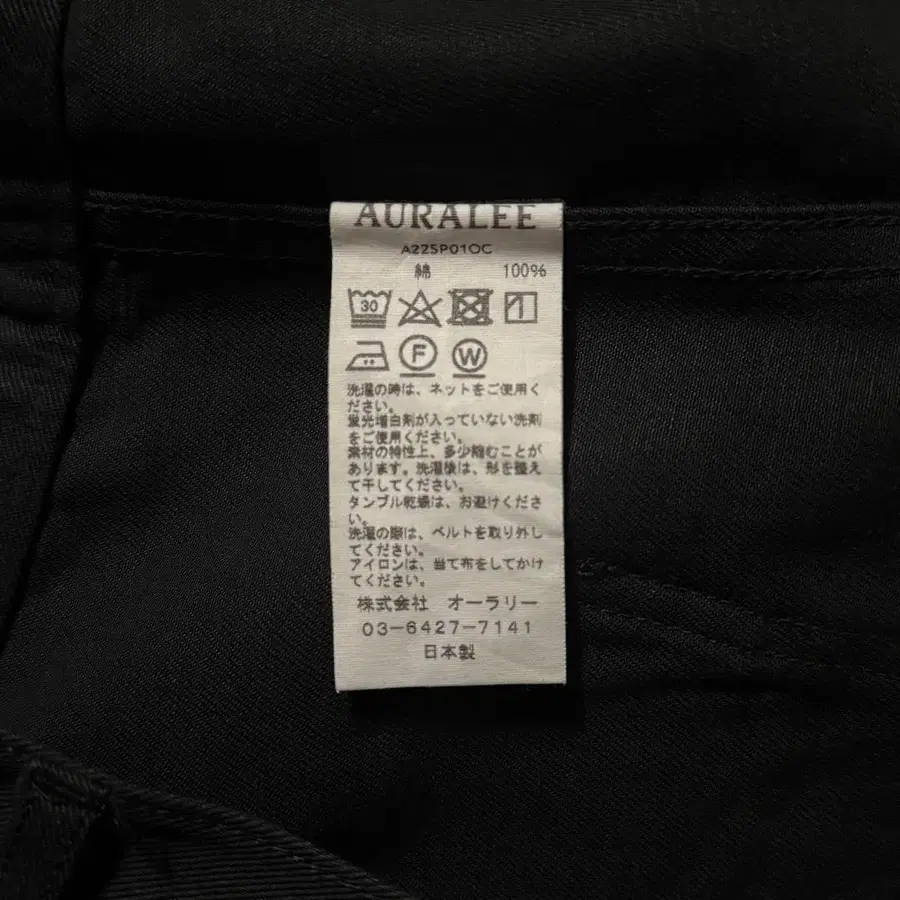 AURALEE
A22SP01OC
綿 100%
30
F W
洗濯の時は、ネットをご使用く
ださい。
蛍光増白剤が入っていない洗剤
をご使用ください。
素材の特性上、多少縮むことが
あります。洗濯後は、形を整え
て干してください。
タンブル乾燥は、お避けくださ
い。
洗濯の際は、ベルトを取り外し
てください。
アイロンは、当て布をしてかけ
てください。
株式会社 オーラリー
03-6427-7141
日本製